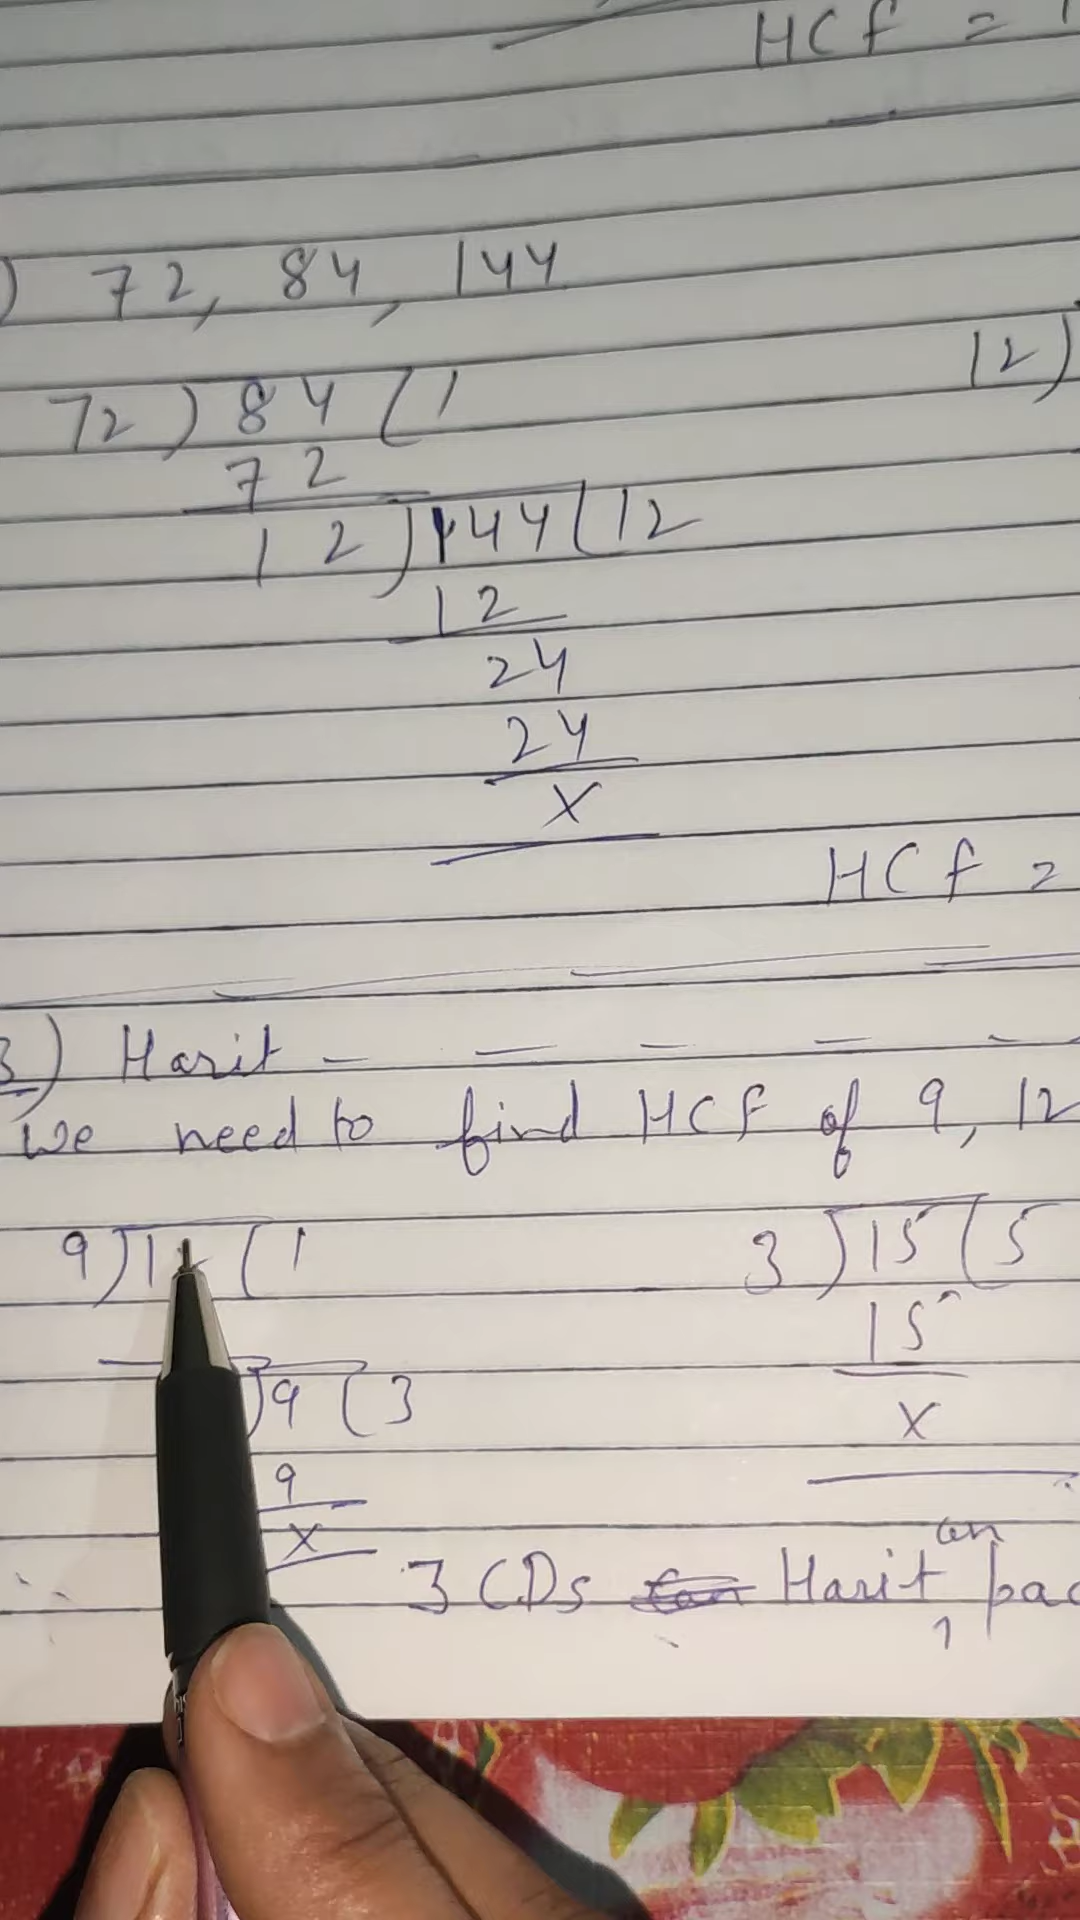 HCf =
) 72, 84, 144
72 ) 84 ( 1
12 )
72
12 ) 144 ( 12
12
24
24
x
HCf =
3) Harit - - - - -
We need to find HCF of 9, 12
9 ) 1 ( 1
3 ) 15 ( 5
15
x
) 9 ( 3
9
x
can
3 CDs Harit pac